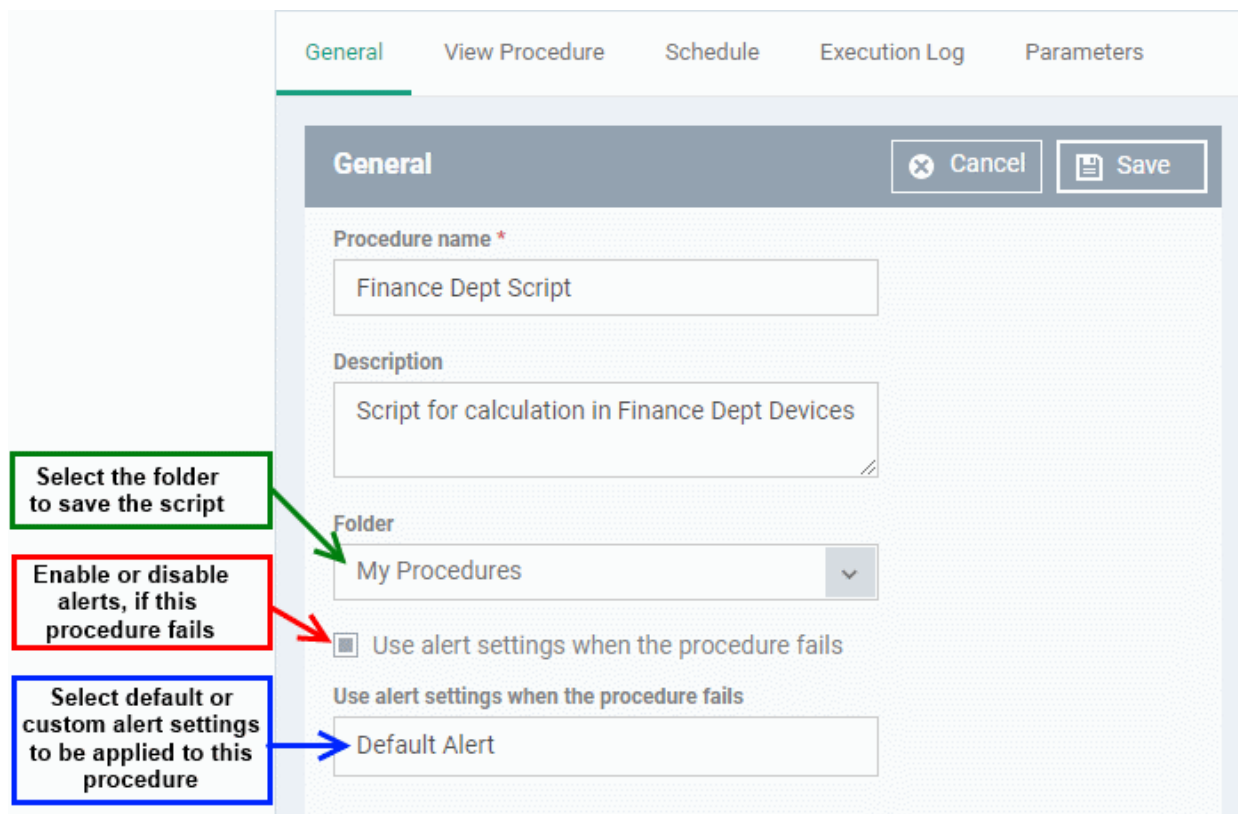 General View Procedure Schedule Execution Log Parameters
General
Cancel Save
Procedure name *
Finance Dept Script
Description
Script for calculation in Finance Dept Devices
Select the folder
to save the script
Folder
My Procedures
Enable or disable
alerts, if this
procedure fails
Use alert settings when the procedure fails
Use alert settings when the procedure fails
Select default or
custom alert settings
to be applied to this
procedure
Default Alert